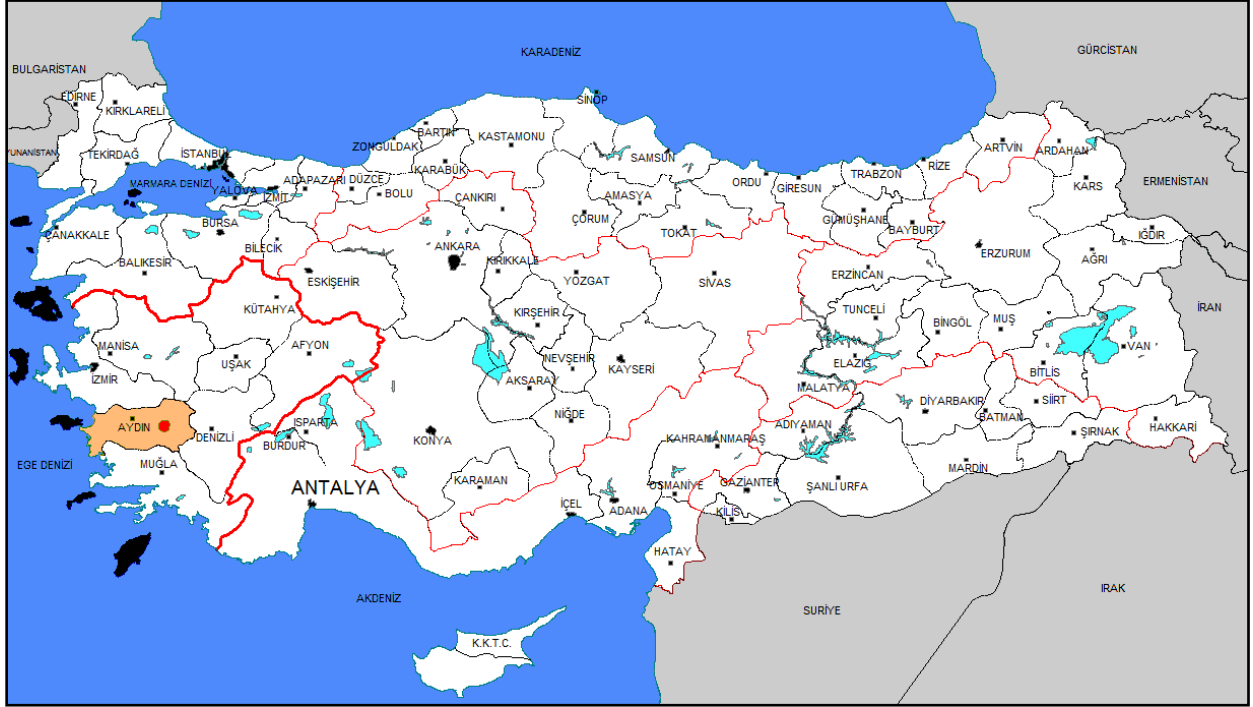 KARADENİZ
GÜRCİSTAN
BULGARİSTAN
EDİRNE
KIRKLARELİ
SİNOP
BARTIN
KASTAMONU
ZONGULDAK
KARABÜK
YUNANİSTAN
TEKİRDAĞ
İSTANBUL
SAMSUN
ARTVİN
ARDAHAN
MARMARA DENİZİ
YALOVA
İZMİT
ADAPAZARI
DÜZCE
BOLU
ÇANKIRI
AMASYA
ORDU
GİRESUN
TRABZON
RİZE
KARS
ERMENİSTAN
ÇANAKKALE
BURSA
BİLECİK
ÇORUM
TOKAT
GÜMÜŞHANE
BAYBURT
IĞDIR
BALIKESİR
ANKARA
KIRIKKALE
ERZURUM
AĞRI
ESKİŞEHİR
YOZGAT
SİVAS
ERZİNCAN
KÜTAHYA
KIRŞEHİR
TUNCELİ
BİNGÖL
MUŞ
İRAN
MANİSA
UŞAK
AFYON
NEVŞEHİR
KAYSERİ
ELAZIĞ
VAN
İZMİR
AKSARAY
MALATYA
BİTLİS
AYDIN
DENİZLİ
ISPARTA
BURDUR
KONYA
NİĞDE
KAHRAMANMARAŞ
ADIYAMAN
DİYARBAKIR
BATMAN
SİİRT
ŞIRNAK
HAKKARİ
EGE DENİZİ
MUĞLA
ANTALYA
KARAMAN
OSMANİYE
GAZİANTEP
ŞANLI URFA
MARDİN
İÇEL
ADANA
KİLİS
HATAY
AKDENİZ
SURİYE
IRAK
K.K.T.C.